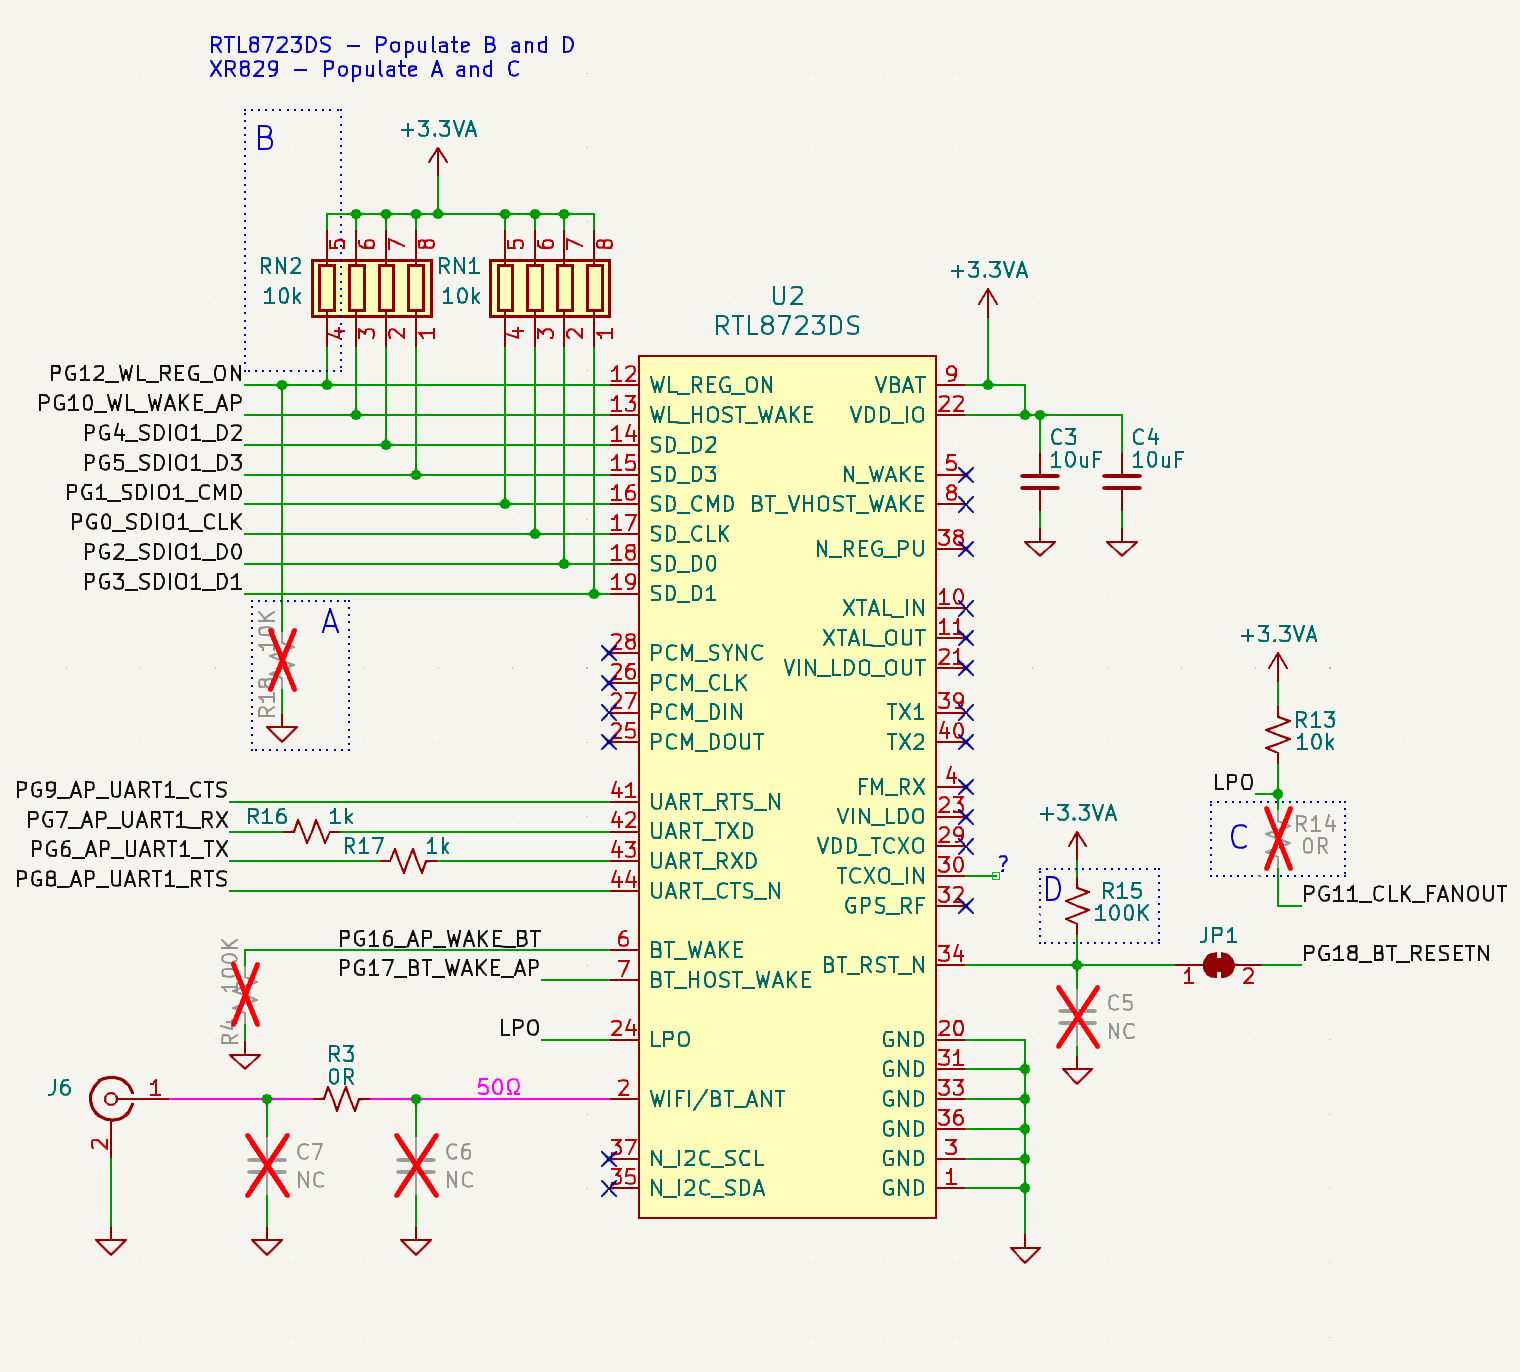 RTL8723DS - Populate B and D
XR829 - Populate A and C
B
+3.3VA
5 6 7 8
5 6 7 8
RN2
10k
RN1
10k
4 3 2 1
4 3 2 1
+3.3VA
U2
RTL8723DS
PG12_WL_REG_ON
PG10_WL_WAKE_AP
PG4_SDIO1_D2
PG5_SDIO1_D3
PG1_SDIO1_CMD
PG0_SDIO1_CLK
PG2_SDIO1_D0
PG3_SDIO1_D1
12 WL_REG_ON
13 WL_HOST_WAKE
14 SD_D2
15 SD_D3
16 SD_CMD
17 SD_CLK
18 SD_D0
19 SD_D1
28 PCM_SYNC
26 PCM_CLK
27 PCM_DIN
25 PCM_DOUT
41 UART_RTS_N
42 UART_TXD
43 UART_RXD
44 UART_CTS_N
6 BT_WAKE
7 BT_HOST_WAKE
24 LPO
2 WIFI/BT_ANT
37 N_I2C_SCL
35 N_I2C_SDA
VBAT 9
VDD_IO 22
N_WAKE 5
BT_VHOST_WAKE 8
N_REG_PU 38
XTAL_IN 10
XTAL_OUT 11
VIN_LDO_OUT 21
TX1 39
TX2 40
FM_RX 4
VIN_LDO 23
VDD_TCXO 29
TCXO_IN 30
?
GPS_RF 32
BT_RST_N 34
GND 20
GND 31
GND 33
GND 36
GND 3
GND 1
C3
10uF
C4
10uF
A
10K
PG9_AP_UART1_CTS
PG7_AP_UART1_RX
R16 1k
PG6_AP_UART1_TX
R17 1k
PG8_AP_UART1_RTS
PG16_AP_WAKE_BT
PG17_BT_WAKE_AP
R4 100K
LPO
J6
1
2
R3
0R
50Ω
C7
NC
C6
NC
+3.3VA
R13
10k
LPO
C
R14
0R
PG11_CLK_FANOUT
+3.3VA
D
R15
100K
JP1
1 2
PG18_BT_RESETN
C5
NC